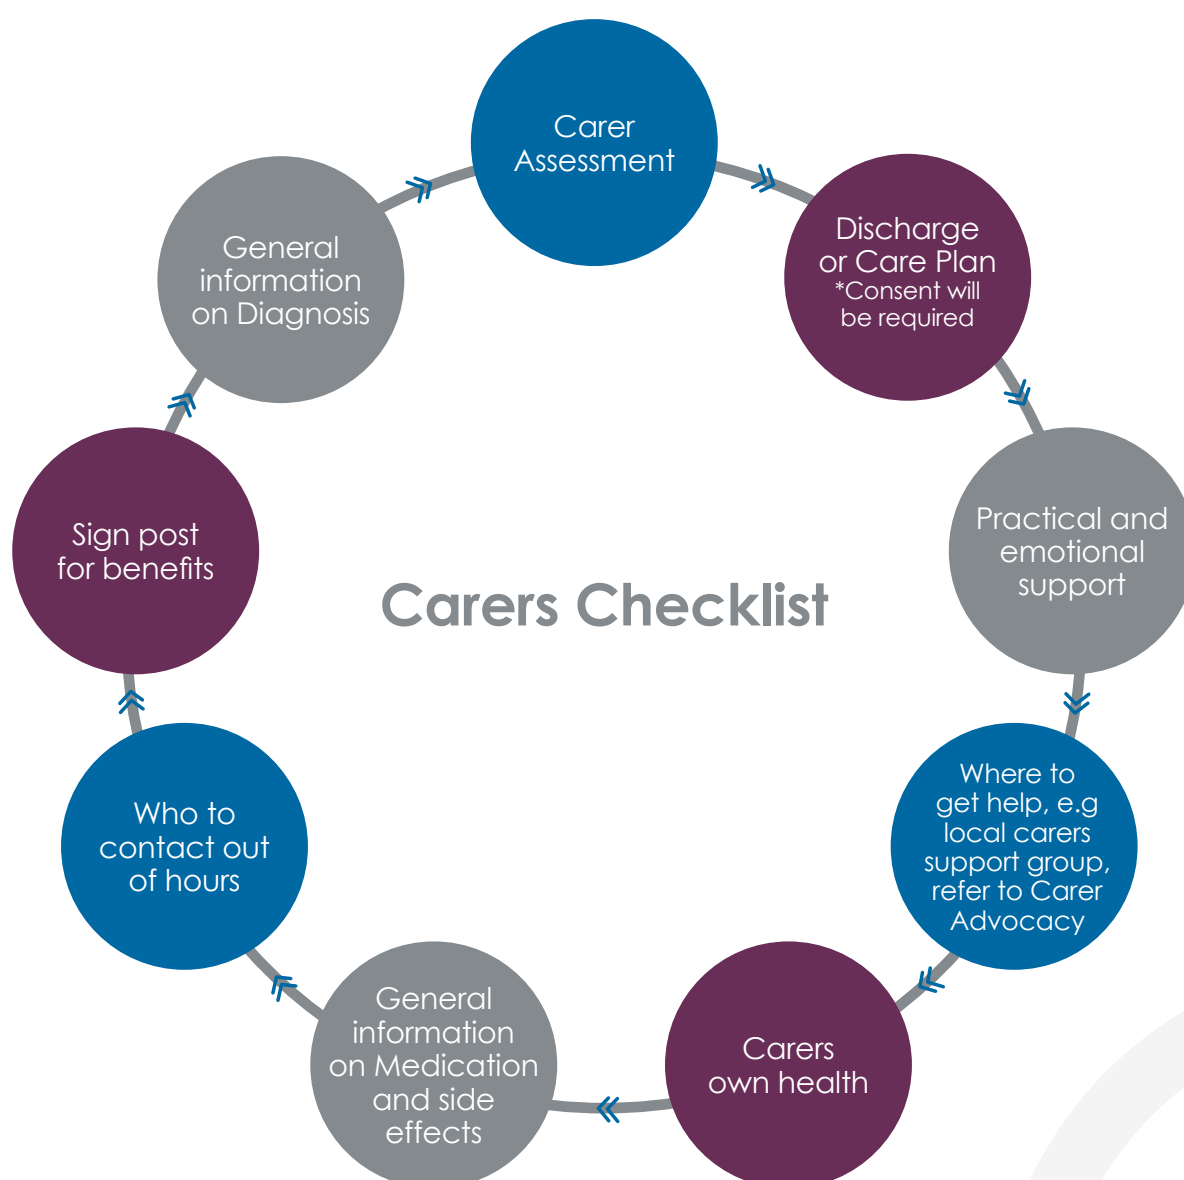 Carer
Assessment
Discharge
or Care Plan
*Consent will
be required
Practical and
emotional
support
Where to
get help, e.g
local carers
support group,
refer to Carer
Advocacy
Carers
own health
General
information
on Medication
and side
effects
Who to
contact out
of hours
Sign post
for benefits
General
information
on Diagnosis
Carers Checklist